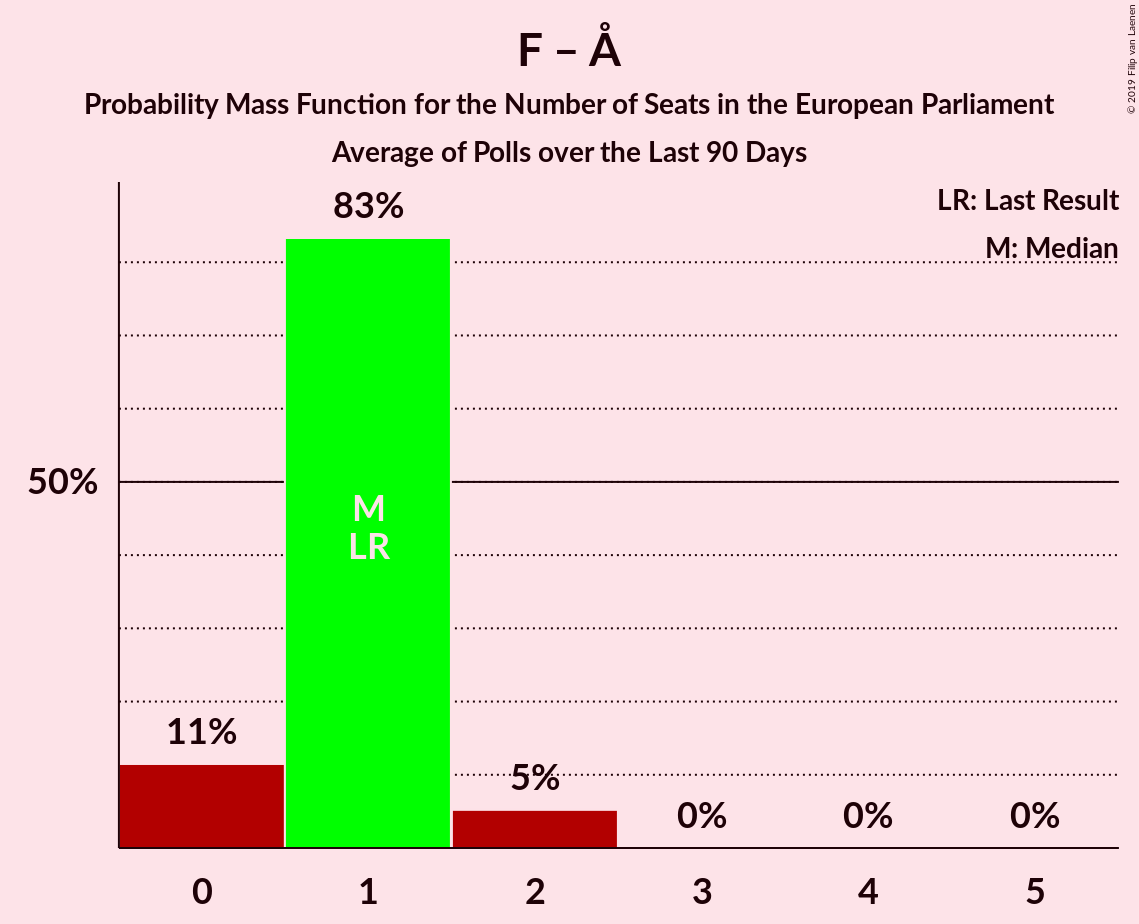 F – Å
Probability Mass Function for the Number of Seats in the European Parliament
Average of Polls over the Last 90 Days
© 2019 Filip van Laenen
LR: Last Result
M: Median
83%
50%
M
LR
11%
5%
0%
0%
0%
0
1
2
3
4
5